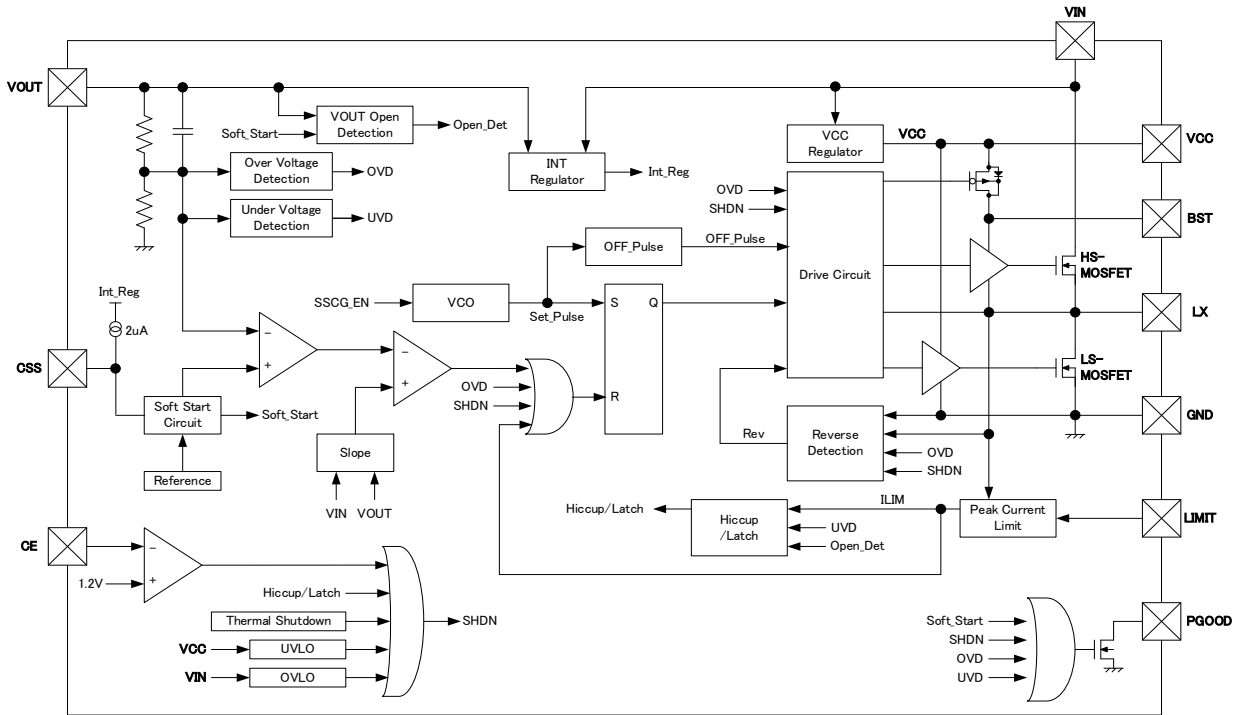 VIN
VOUT
VOUT Open
Detection
Soft_Start
Open_Det
VCC
Regulator
VCC
VCC
Over Voltage
Detection
OVD
INT
Regulator
Int_Reg
OVD
SHDN
Under Voltage
Detection
UVD
BST
OFF_Pulse
OFF_Pulse
Drive Circuit
HS-
MOSFET
Int_Reg
2uA
SSCG_EN
VCO
Set_Pulse
S
Q
LX
−
+
−
+
LS-
MOSFET
CSS
OVD
SHDN
R
Soft Start
Circuit
Soft_Start
GND
Slope
Rev
Reverse
Detection
OVD
SHDN
Reference
VIN
VOUT
Hiccup/Latch
Hiccup
/Latch
ILIM
UVD
Open_Det
Peak Current
Limit
LIMIT
CE
−
+
1.2V
Hiccup/Latch
Thermal Shutdown
SHDN
VCC
UVLO
VIN
OVLO
Soft_Start
SHDN
OVD
UVD
PGOOD